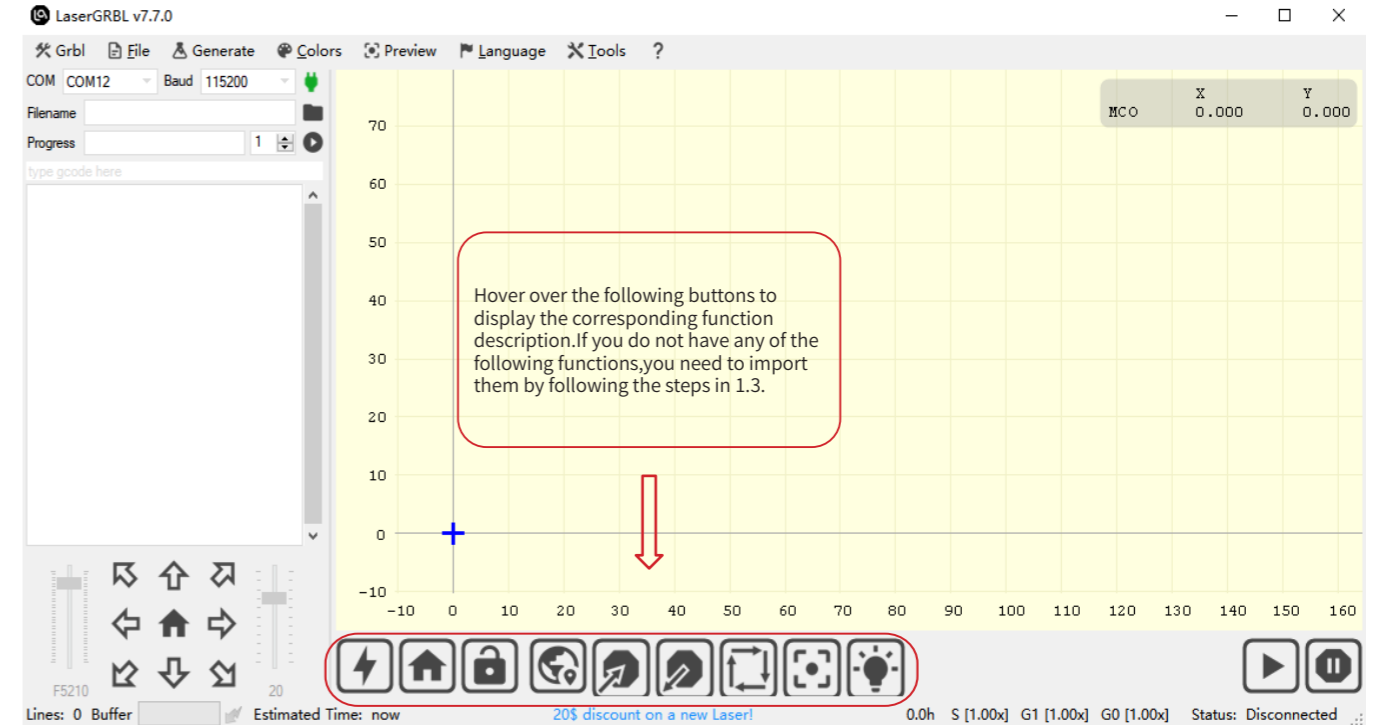 LaserGRBL v7.7.0
Grbl File Generate Colors Preview Language Tools ?
COM COM12 Baud 115200
Filename
Progress 1
type gcode here
X Y
MCO 0.000 0.000
70
60
50
40
30
20
10
0
-10
Hover over the following buttons to
display the corresponding function
description.If you do not have any of the
following functions,you need to import
them by following the steps in 1.3.
-10 0 10 20 30 40 50 60 70 80 90 100 110 120 130 140 150 160
F5210 20
Lines: 0 Buffer Estimated Time: now 20$ discount on a new Laser! 0.0h S [1.00x] G1 [1.00x] G0 [1.00x] Status: Disconnected